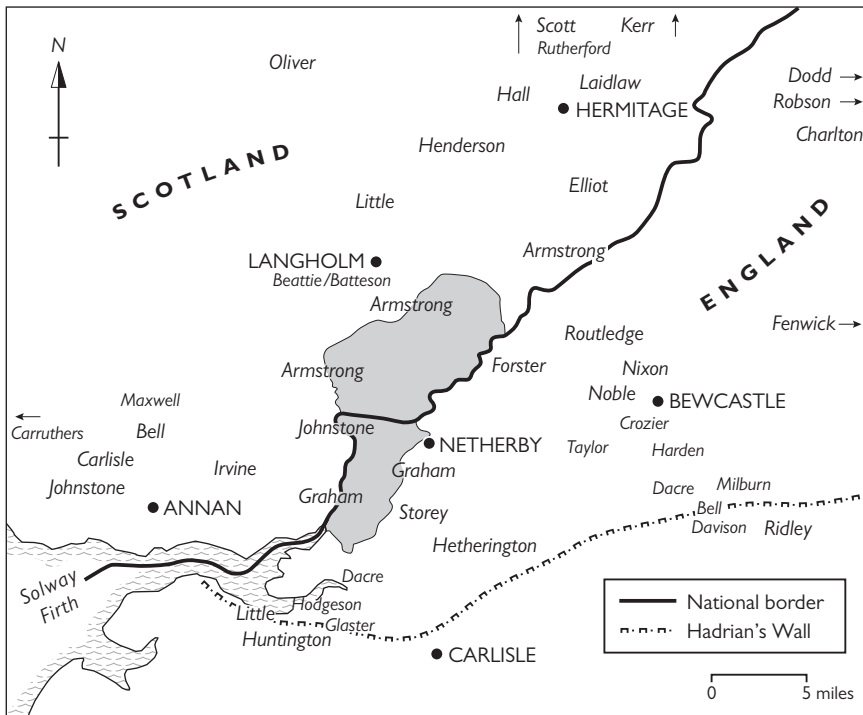 N
Scott
Kerr
Rutherford
Oliver
Laidlaw
Hall
HERMITAGE
Dodd
Robson
Charlton
Henderson
SCOTLAND
Elliot
Little
ENGLAND
Armstrong
LANGHOLM
Beattie/Batteson
Armstrong
Routledge
Fenwick
Armstrong
Forster
Nixon
Noble
BEWCASTLE
Maxwell
Crozier
Carruthers
Bell
Johnstone
NETHERBY
Taylor
Harden
Carlisle
Irvine
Graham
Johnstone
Graham
Dacre
Milburn
ANNAN
Storey
Bell
Davison
Ridley
Hetherington
Solway
Firth
Dacre
Little
Hodgeson
Glaster
Huntington
CARLISLE
National border
Hadrian's Wall
0
5 miles